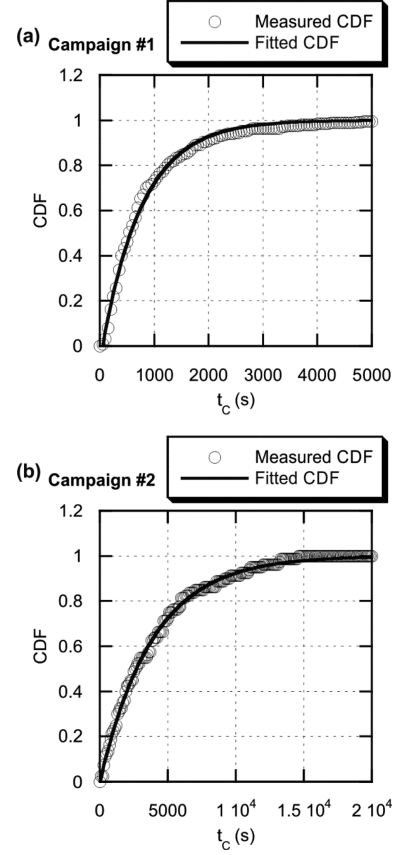 (a) Campaign #1
Measured CDF
Fitted CDF
1.2
1
0.8
0.6
0.4
0.2
0
CDF
0 1000 2000 3000 4000 5000
t_C (s)
(b) Campaign #2
Measured CDF
Fitted CDF
1.2
1
0.8
0.6
0.4
0.2
0
CDF
0 5000 1 10^4 1.5 10^4 2 10^4
t_C (s)